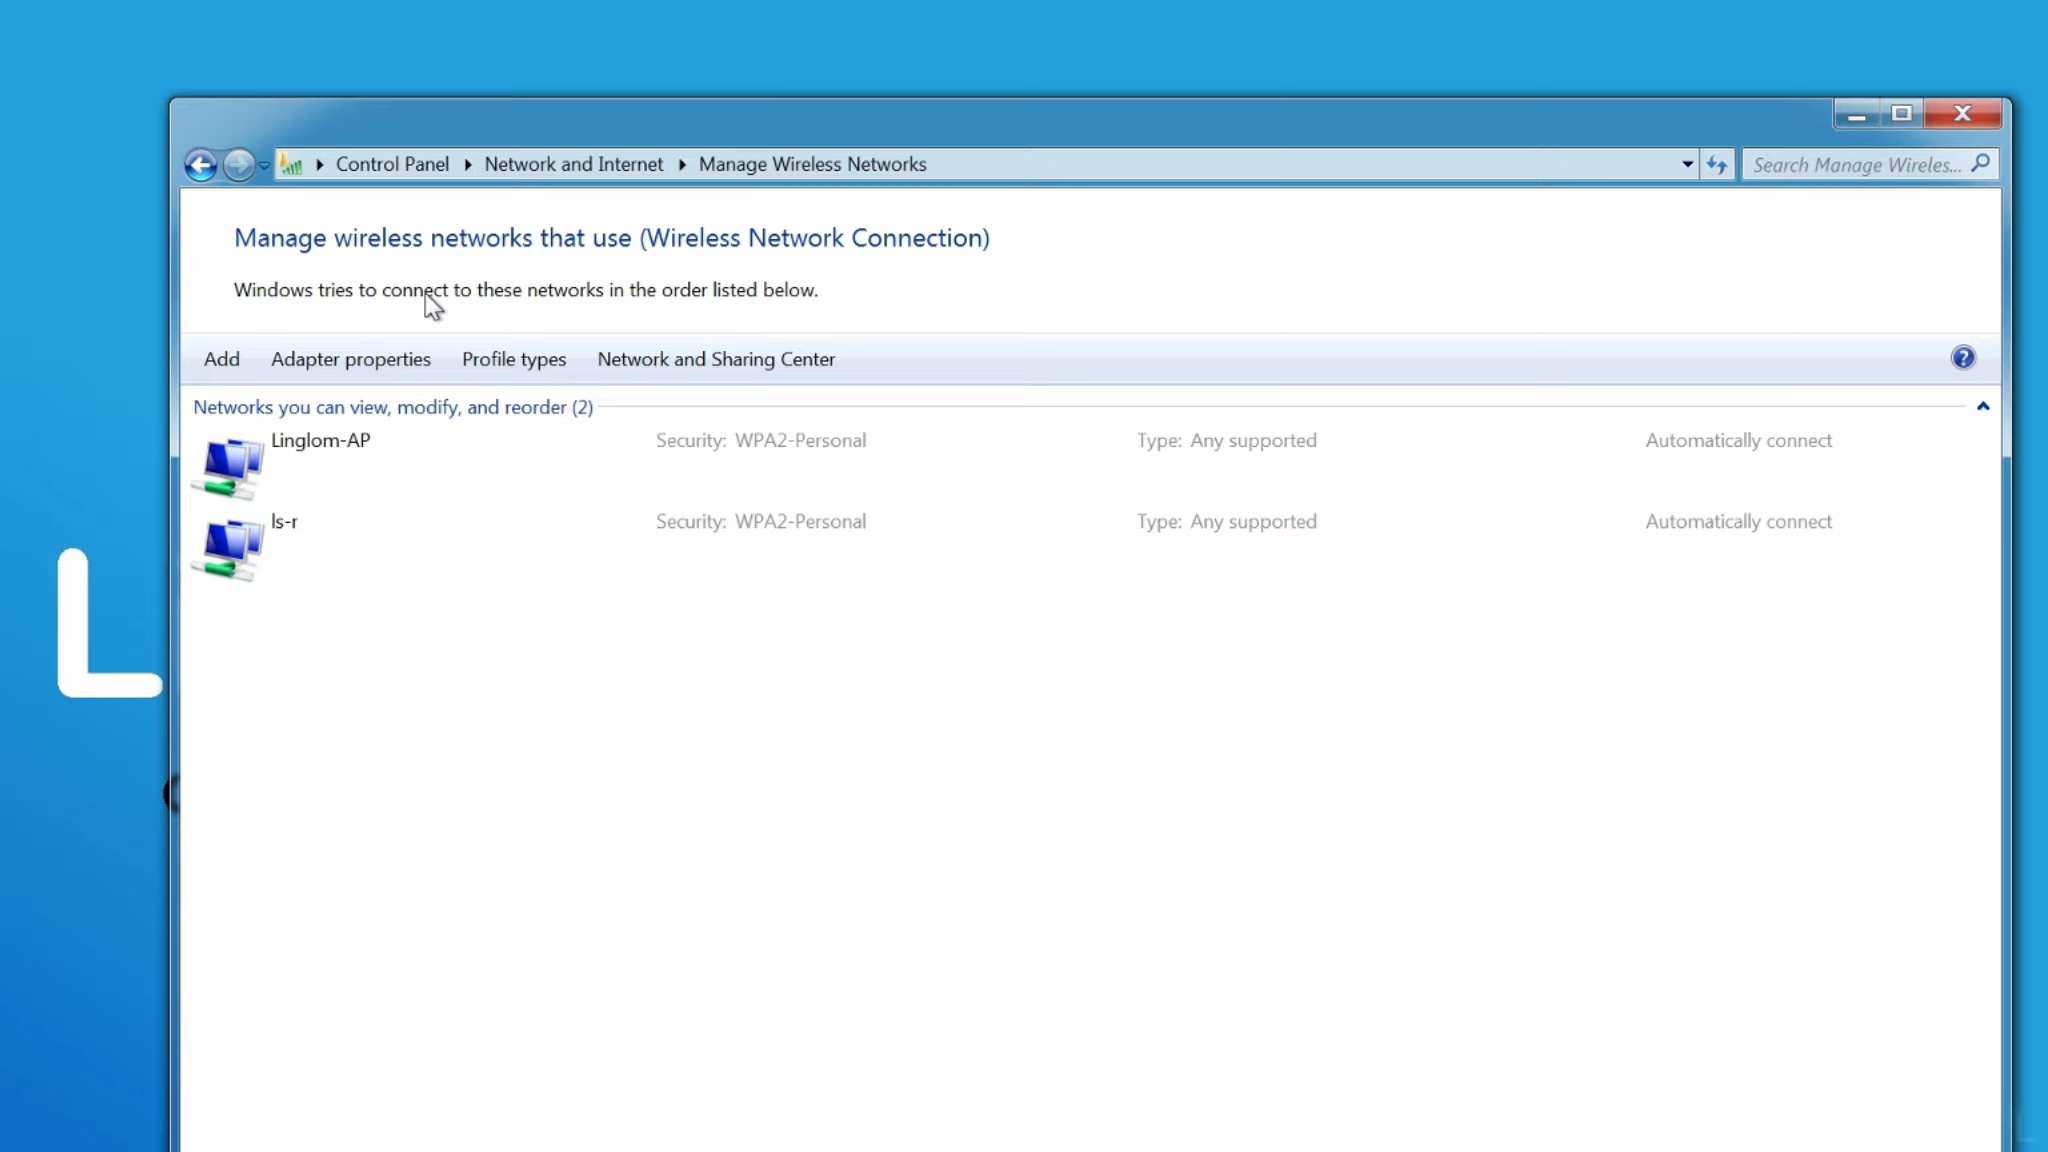 Control Panel Network and Internet Manage Wireless Networks
Search Manage Wireles...
Manage wireless networks that use (Wireless Network Connection)
Windows tries to connect to these networks in the order listed below.
Add Adapter properties Profile types Network and Sharing Center
Networks you can view, modify, and reorder (2)
Linglom-AP Security: WPA2-Personal Type: Any supported Automatically connect
ls-r Security: WPA2-Personal Type: Any supported Automatically connect
L